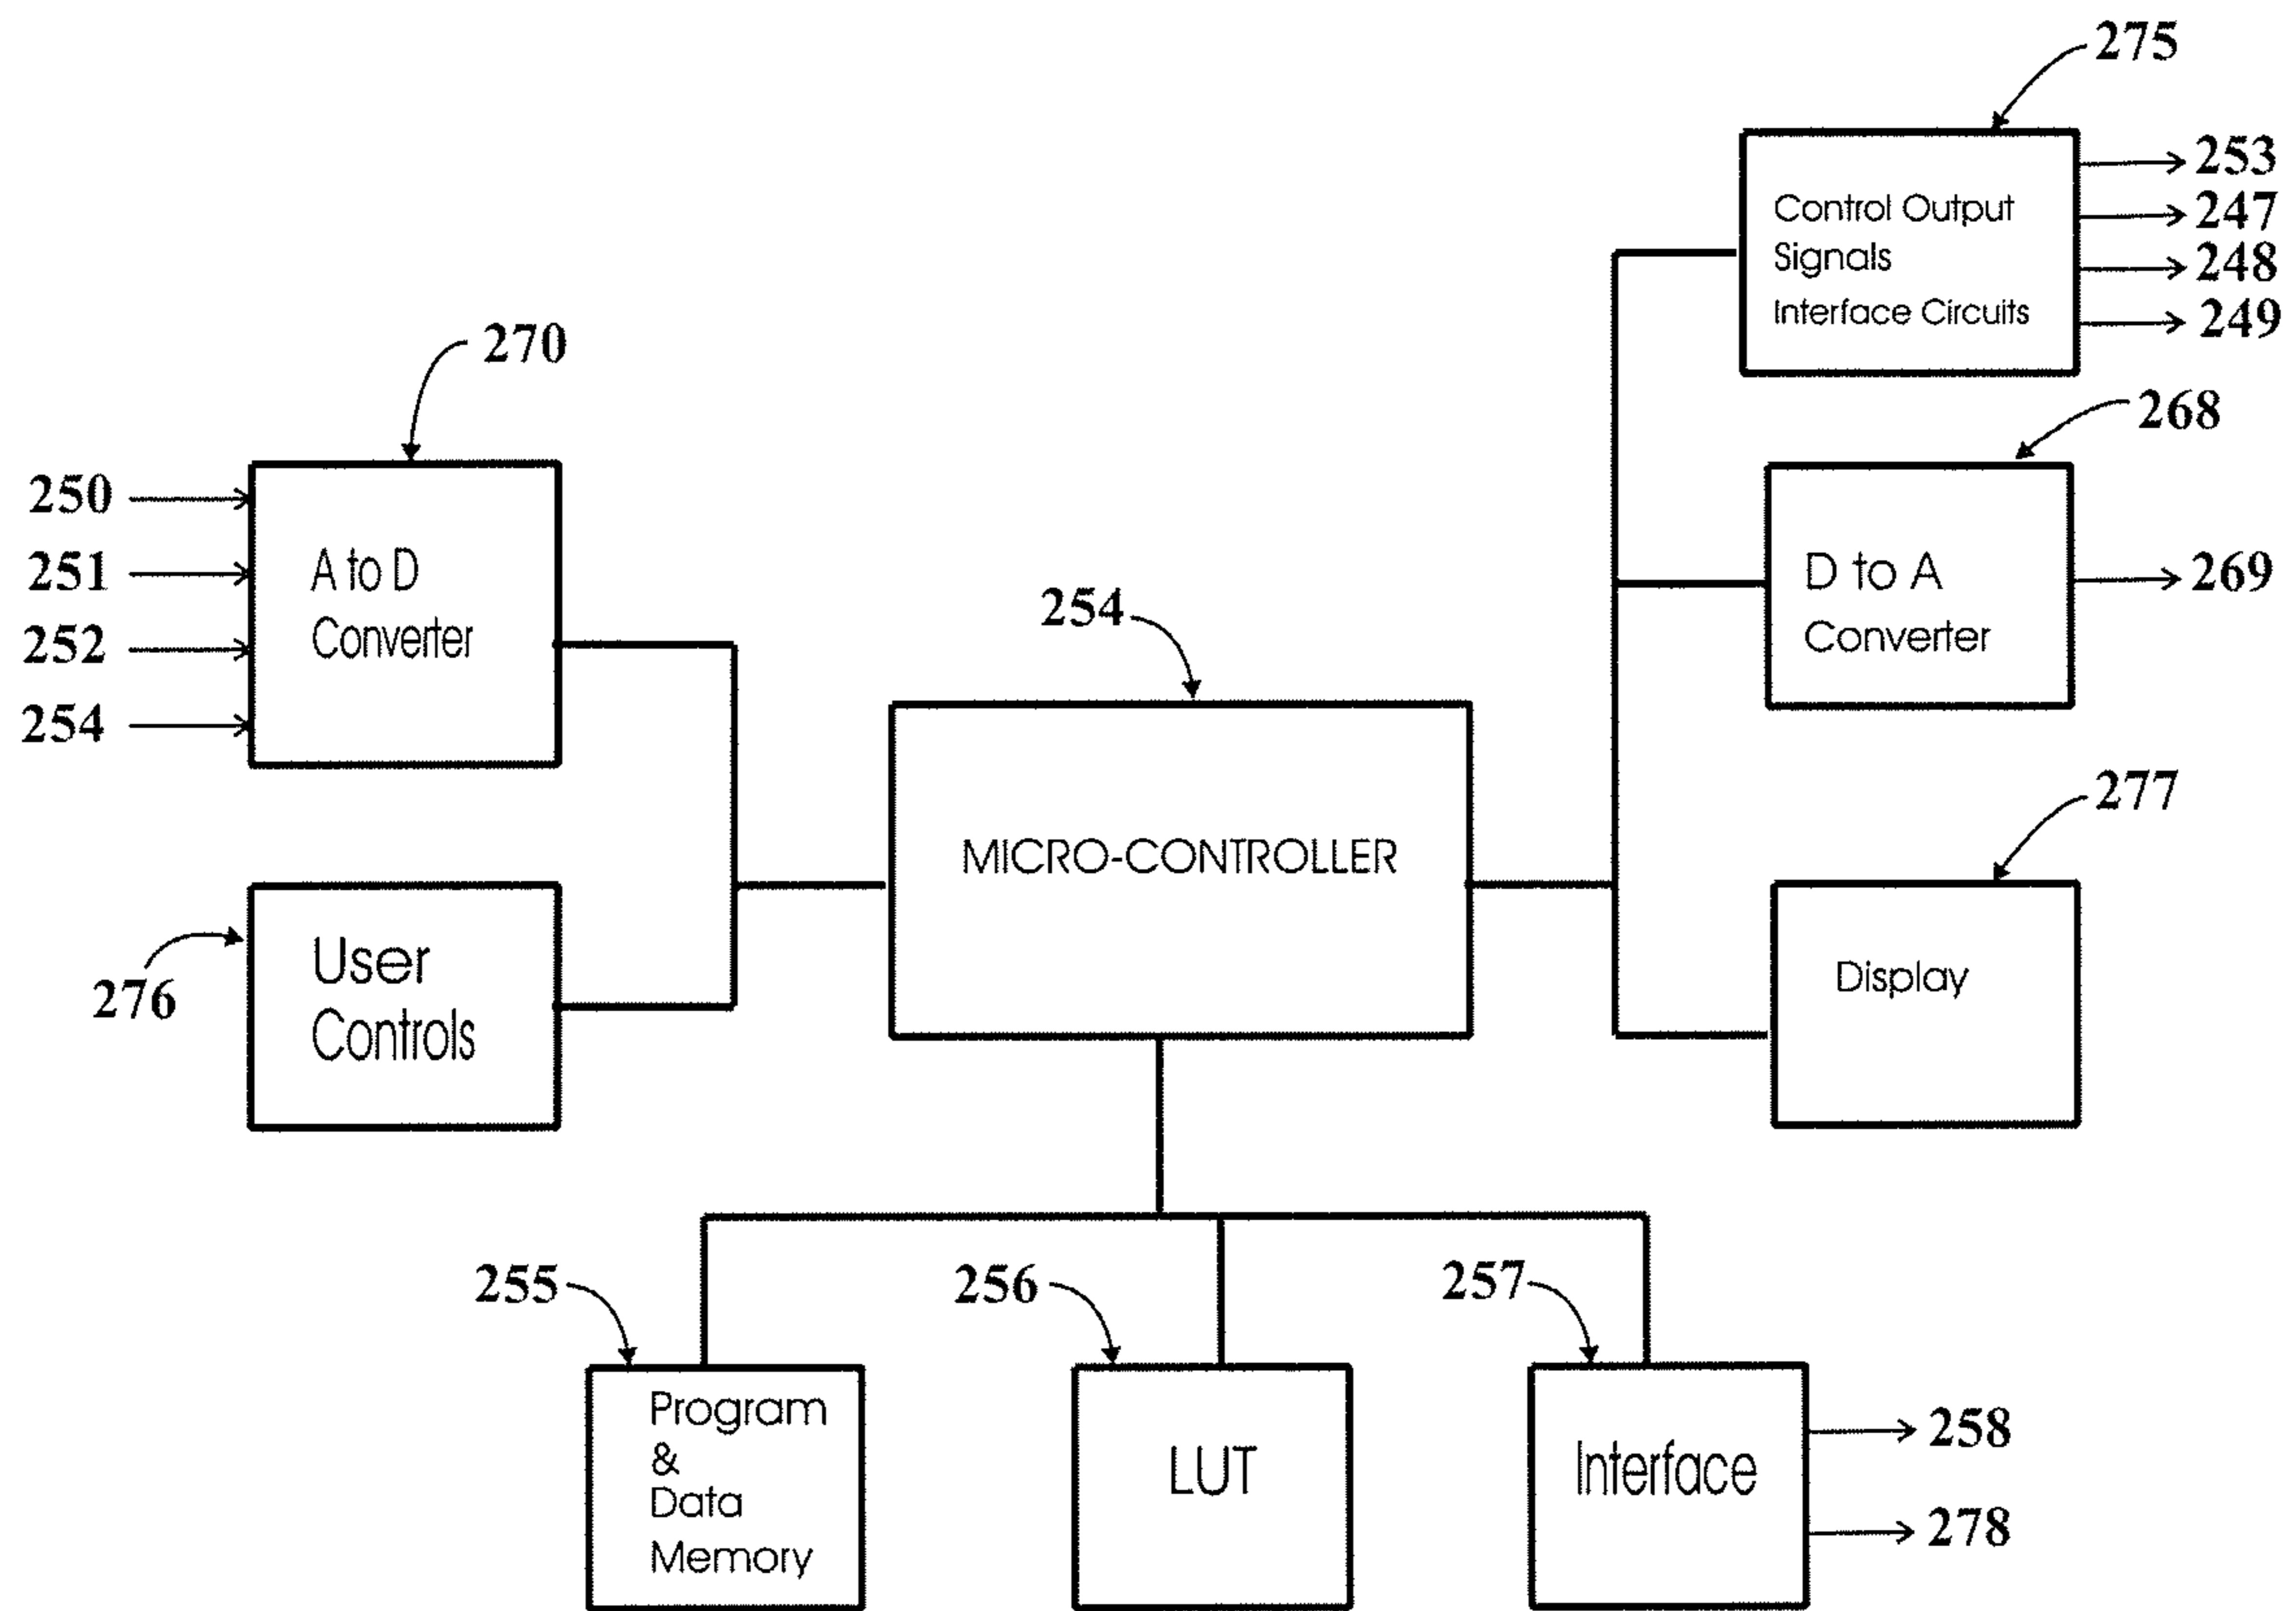 275
253
Control Output
247
Signals
248
Interface Circuits
249
270
268
250
A to D
251
Converter
252
254
D to A
269
Converter
254
277
MICRO-CONTROLLER
User
Controls
276
Display
255
256
257
Program
&
Data
Memory
LUT
Interface
258
278